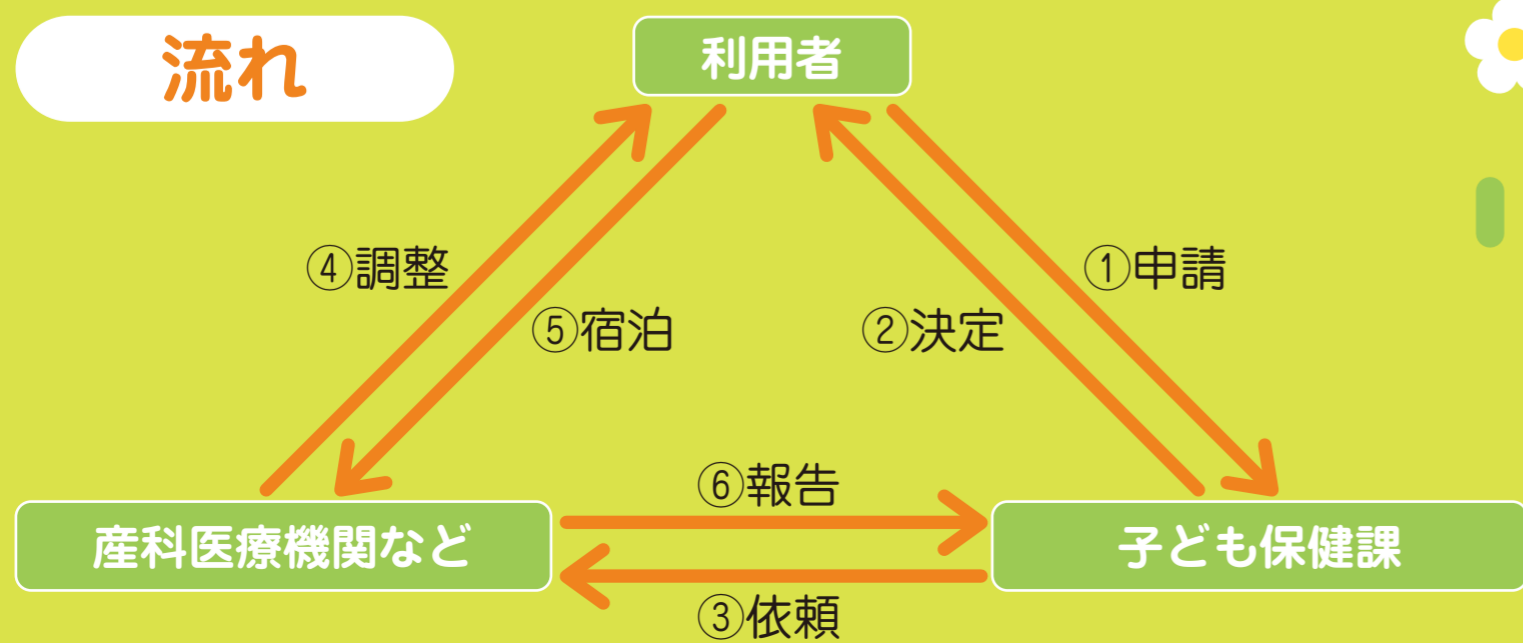 流れ
利用者
④調整
①申請
⑤宿泊
②決定
⑥報告
産科医療機関など
子ども保健課
③依頼